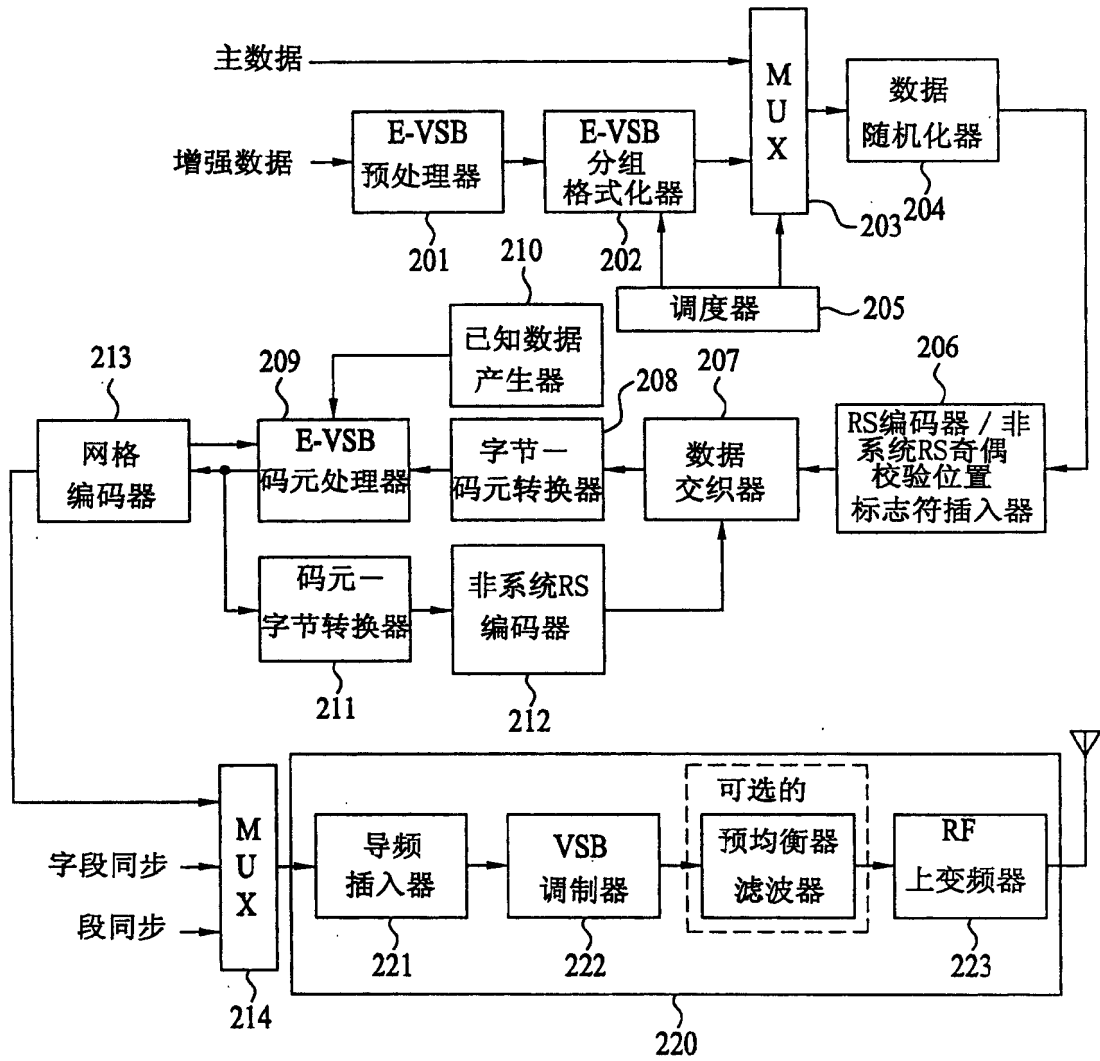 主数据
MUX
数据
随机化器
204
增强数据
E-VSB
预处理器
201
E-VSB
分组
格式化器
202
203
调度器
205
210
已知数据
产生器
213
209
208
207
206
网格
编码器
E-VSB
码元处理器
字节－
码元转换器
数据
交织器
RS编码器／非
系统RS奇偶
校验位置
标志符插入器
码元－
字节转换器
211
非系统RS
编码器
212
字段同步
段同步
MUX
214
导频
插入器
221
VSB
调制器
222
可选的
预均衡器
滤波器
RF
上变频器
223
220